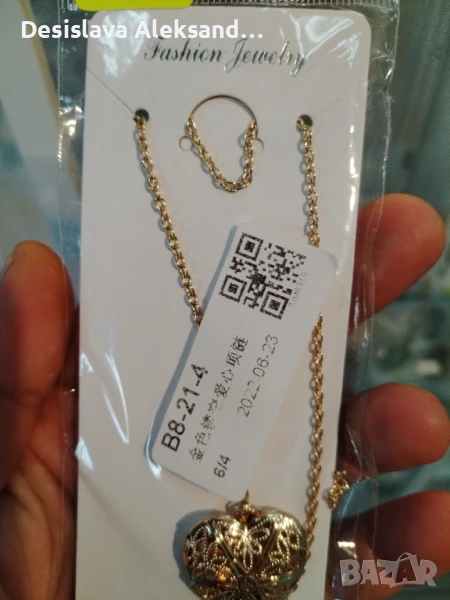 Desislava Aleksand...
Fashion Jewelry
B8-21-4
金色镂空爱心项链
6/4
2022-06-23
BAZAR